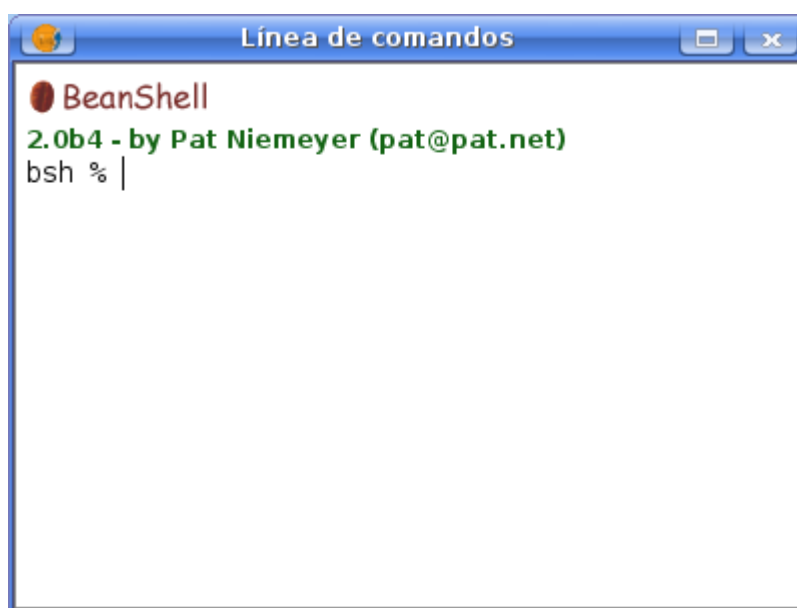 Línea de comandos
BeanShell
2.0b4 - by Pat Niemeyer (pat@pat.net)
bsh %